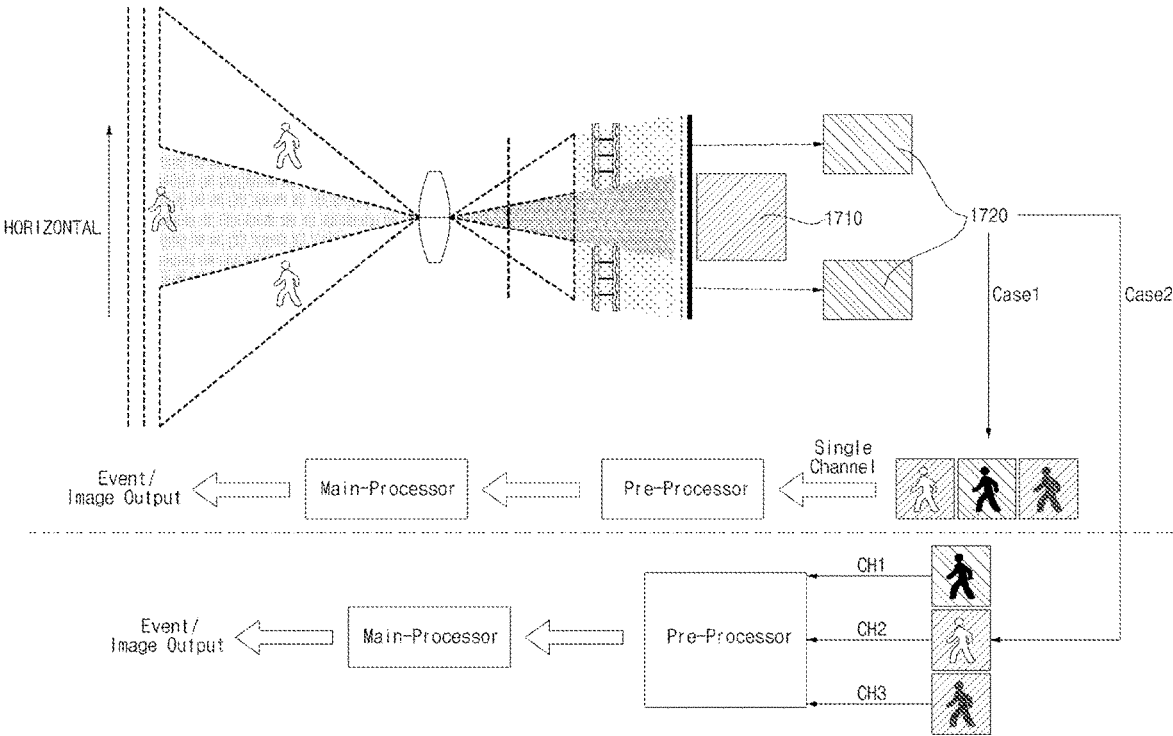 HORIZONTAL
1710
1720
Case1
Case2
Single
Channel
Event/
Image Output
Main-Processor
Pre-Processor
CH1
Event/
Image Output
Main-Processor
Pre-Processor
CH2
CH3